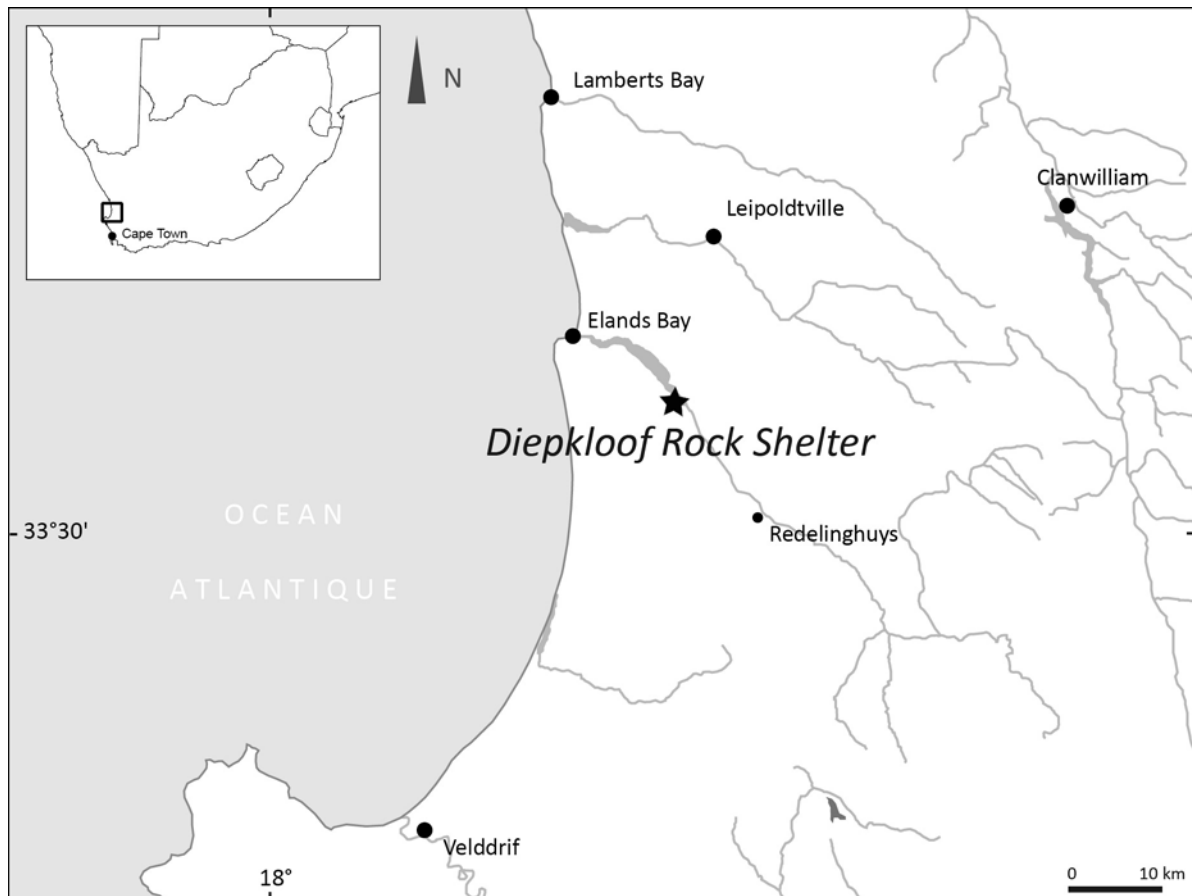 N
Cape Town
Lamberts Bay
Clanwilliam
Leipoldtville
Elands Bay
Diepkloof Rock Shelter
OCEAN
ATLANTIQUE
33°30'
Redelinghuys
Velddrif
18°
0 10 km